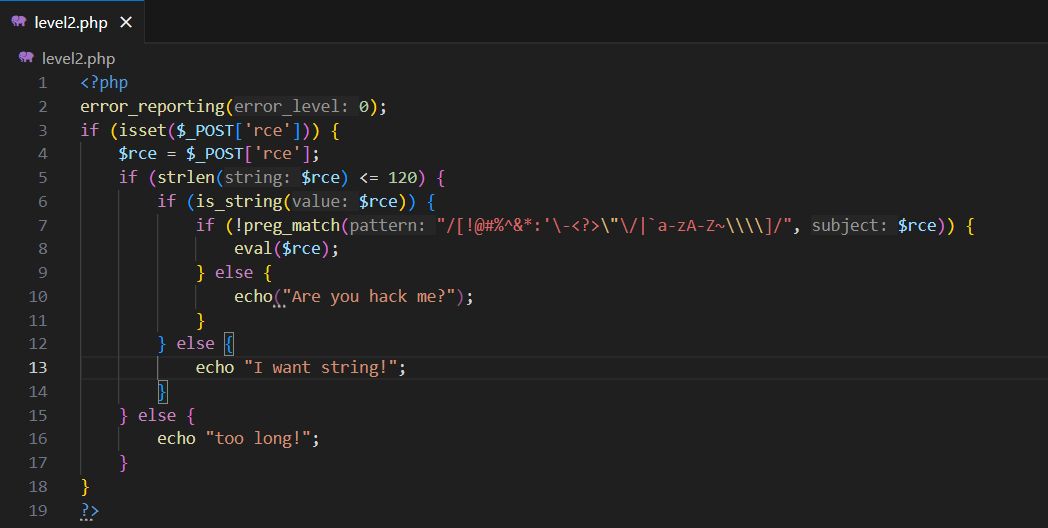 level2.php ×
level2.php
1 <?php
2 error_reporting(error_level: 0);
3 if (isset($_POST['rce'])) {
4     $rce = $_POST['rce'];
5     if (strlen(string: $rce) <= 120) {
6         if (is_string(value: $rce)) {
7             if (!preg_match(pattern: "/[!@#%^&*:'\-<?>\"\/|`a-zA-Z~\\\\]/", subject: $rce)) {
8                 eval($rce);
9             } else {
10                 echo("Are you hack me?");
11             }
12         } else {
13             echo "I want string!";
14         }
15     } else {
16         echo "too long!";
17     }
18 }
19 ?>